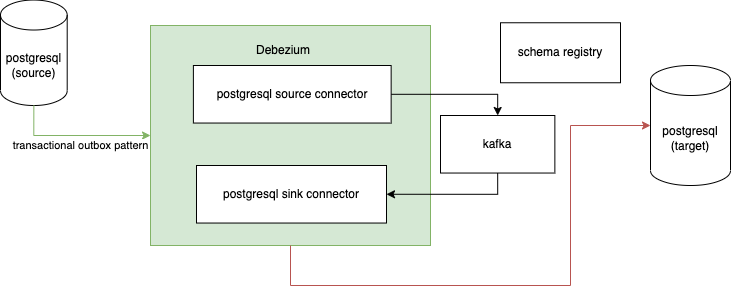 postgresql
(source)
Debezium
schema registry
postgresql source connector
postgresql
(target)
transactional outbox pattern
kafka
postgresql sink connector